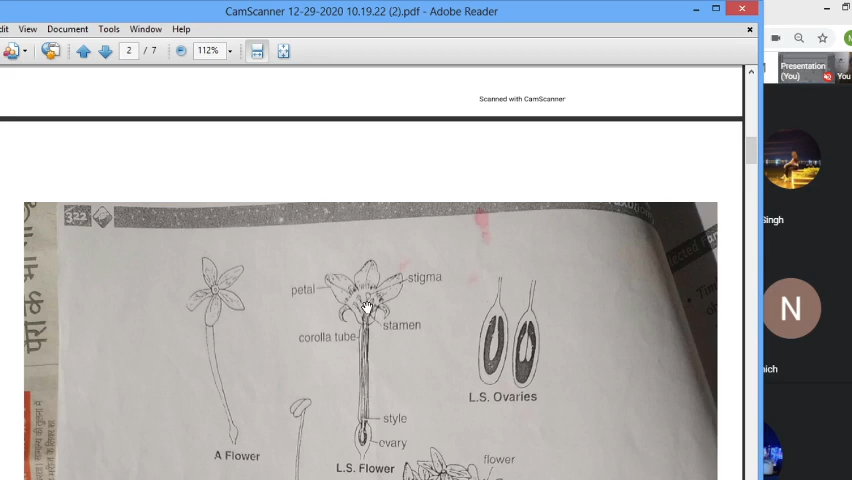 CamScanner 12-29-2020 10.19.22 (2).pdf - Adobe Reader
dit View Document Tools Window Help
2 / 7 112%
Presentation
(You)
You
Scanned with CamScanner
322
petal
stigma
stamen
corolla tube
L.S. Ovaries
style
ovary
A Flower
L.S. Flower
flower
Singh
N
nich